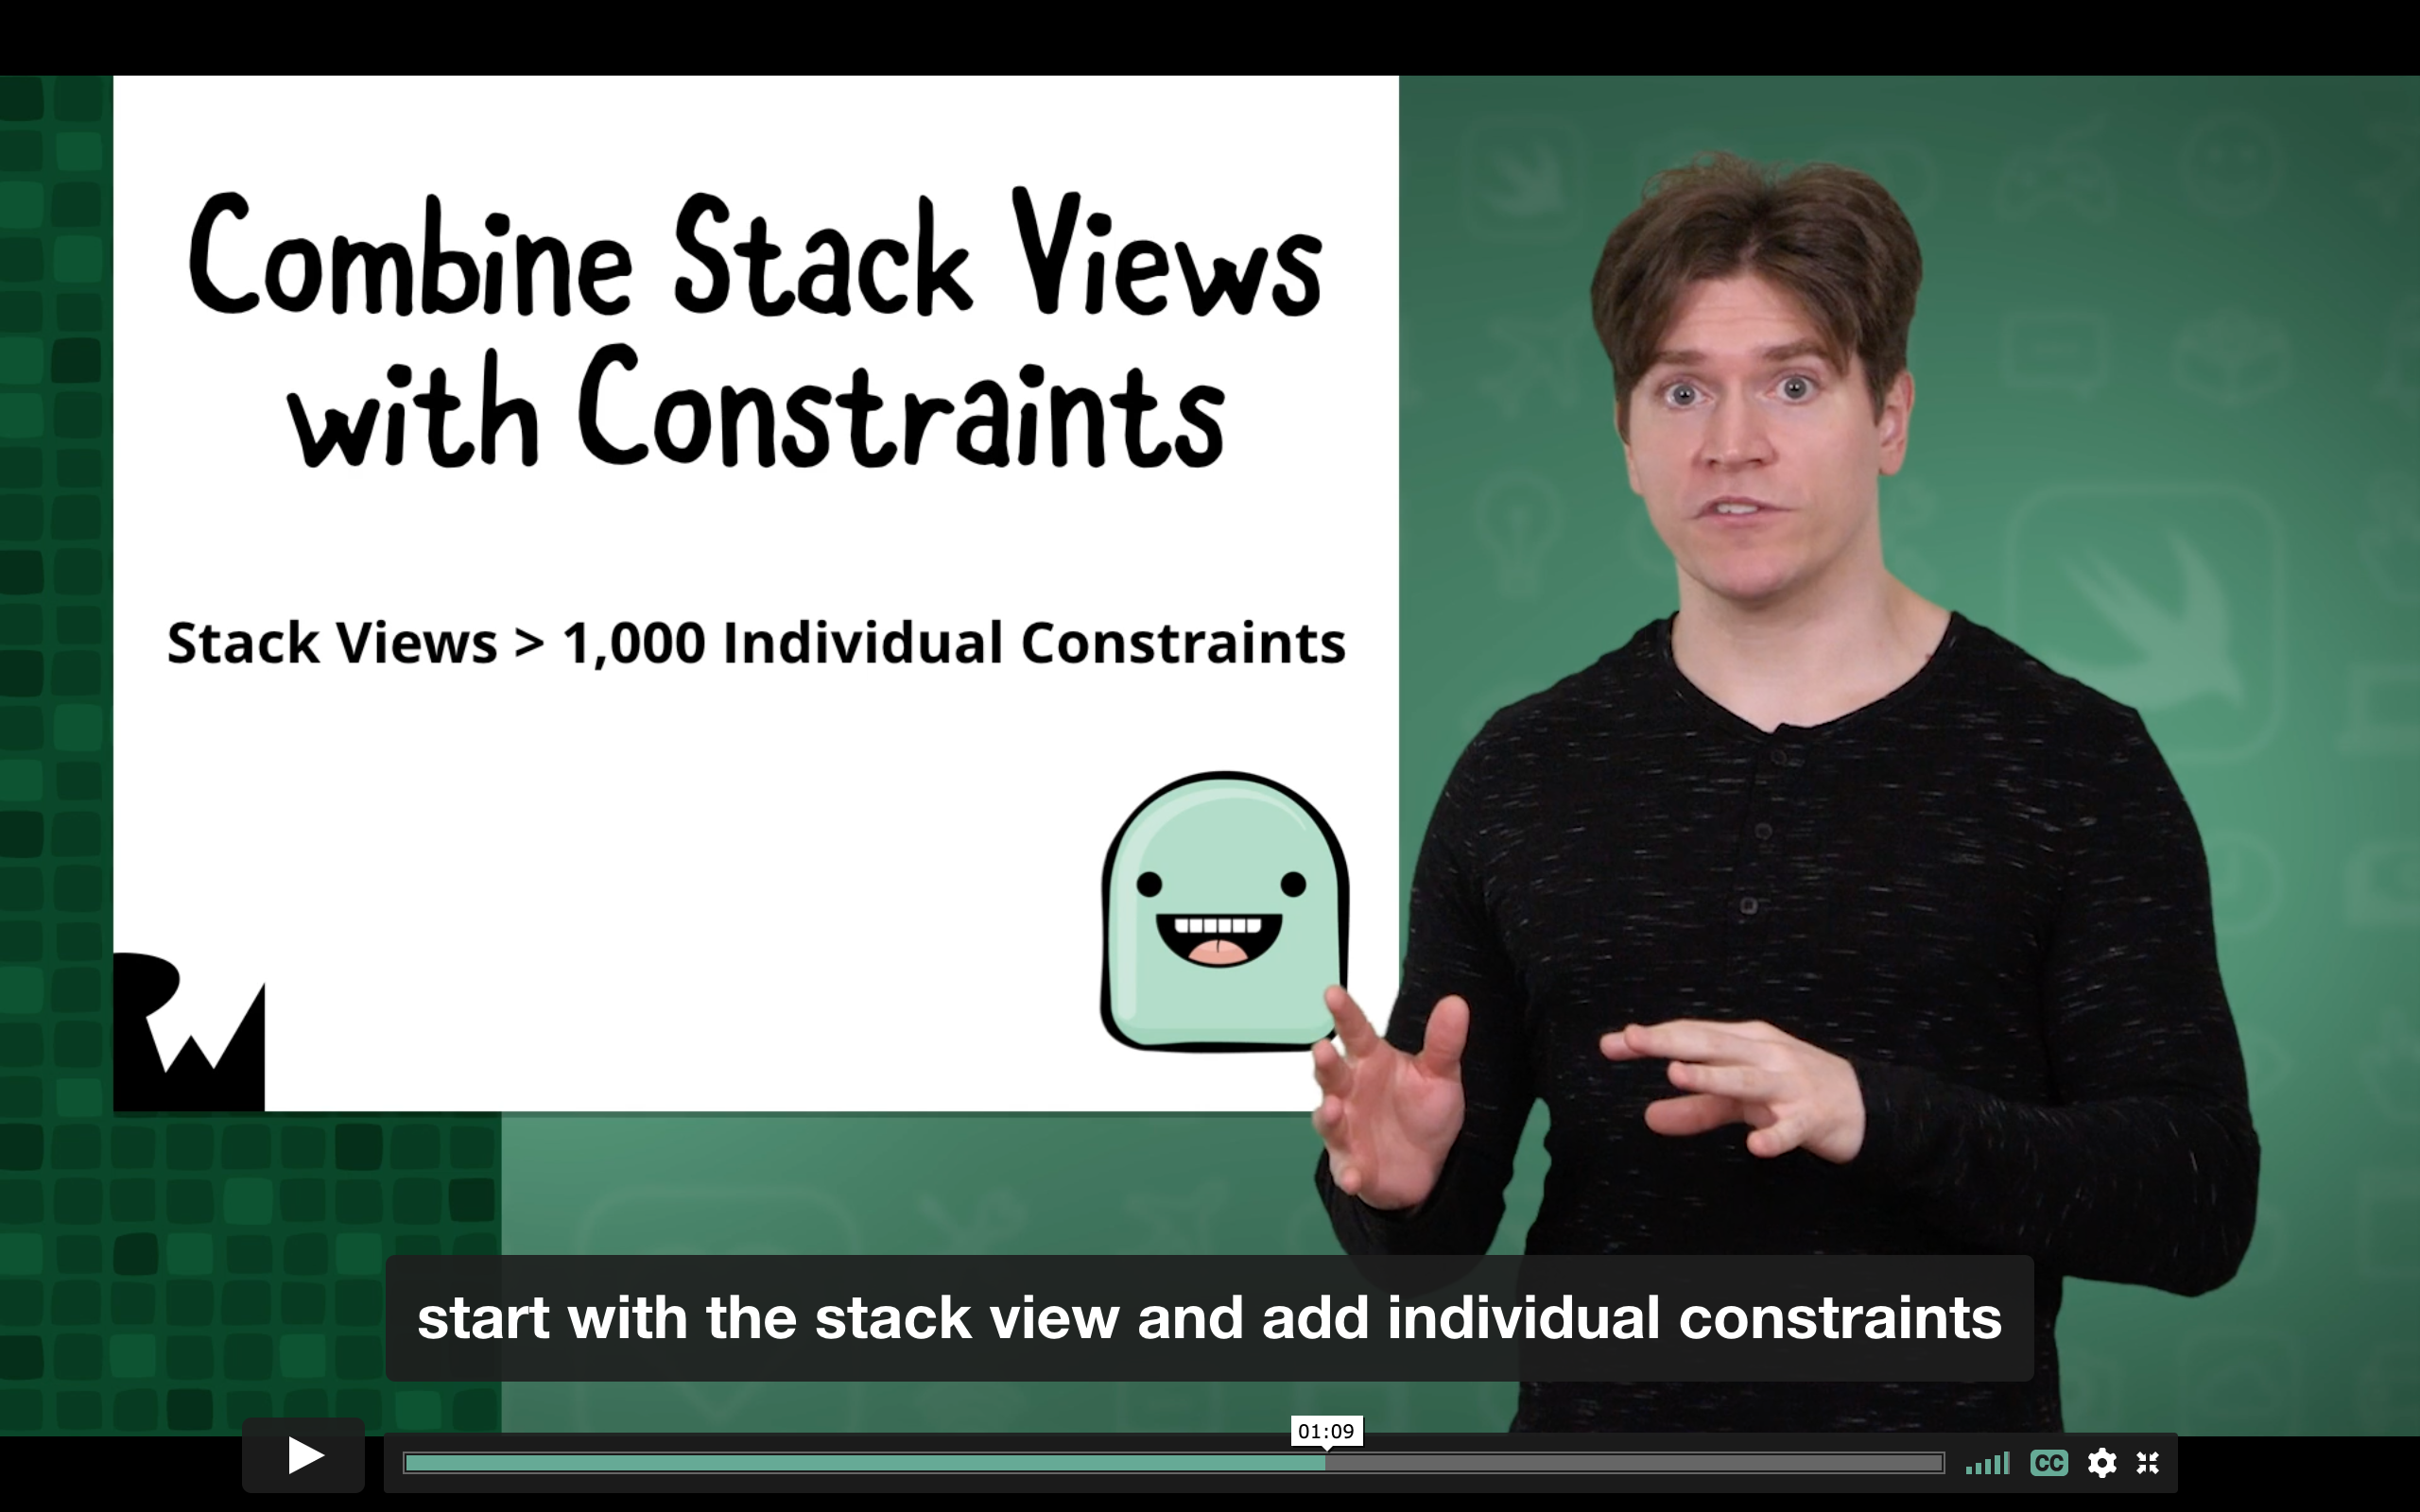 Combine Stack Views
with Constraints
Stack Views > 1,000 Individual Constraints
RW
start with the stack view and add individual constraints
01:09
CC